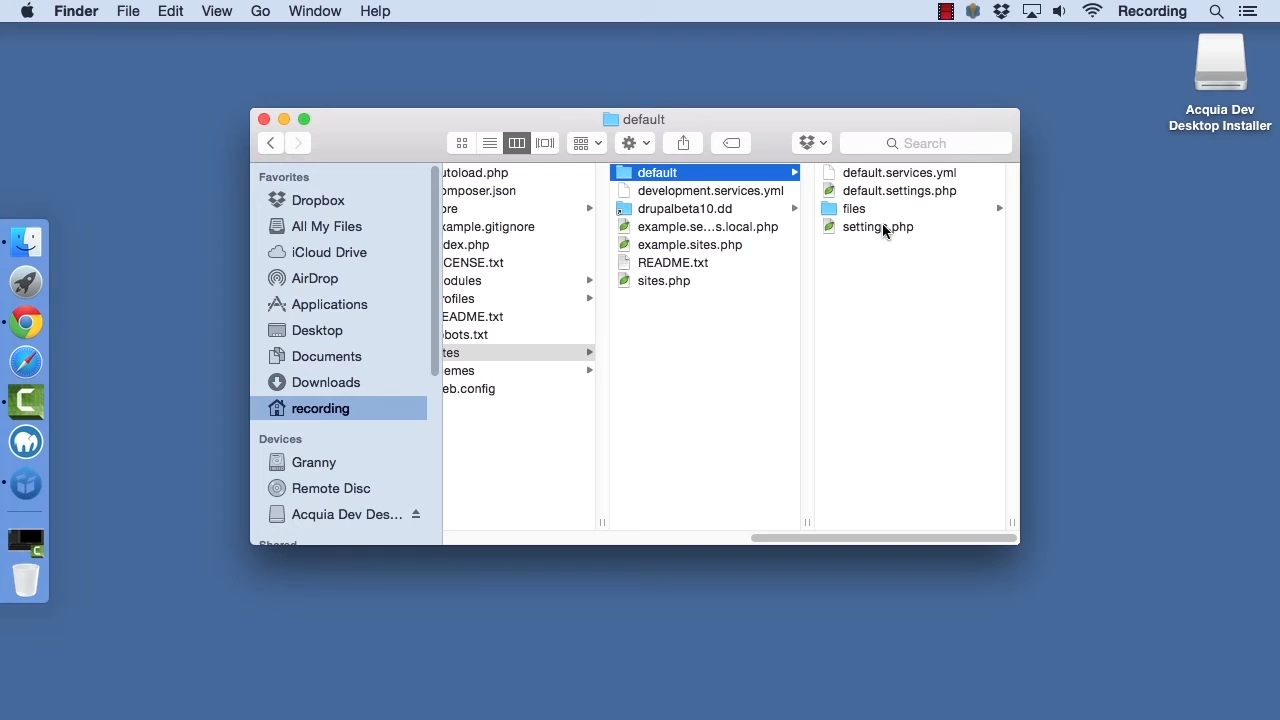 Finder File Edit View Go Window Help Recording
Acquia Dev
Desktop Installer
default
Search
Favorites
Dropbox
All My Files
iCloud Drive
AirDrop
Applications
Desktop
Documents
Downloads
recording
Devices
Granny
Remote Disc
Acquia Dev Des...
Shared
utoload.php
omposer.json
ore
xample.gitignore
dex.php
CENSE.txt
odules
rofiles
EADME.txt
bots.txt
tes
emes
eb.config
default
development.services.yml
drupalbeta10.dd
example.se...s.local.php
example.sites.php
README.txt
sites.php
default.services.yml
default.settings.php
files
settings.php